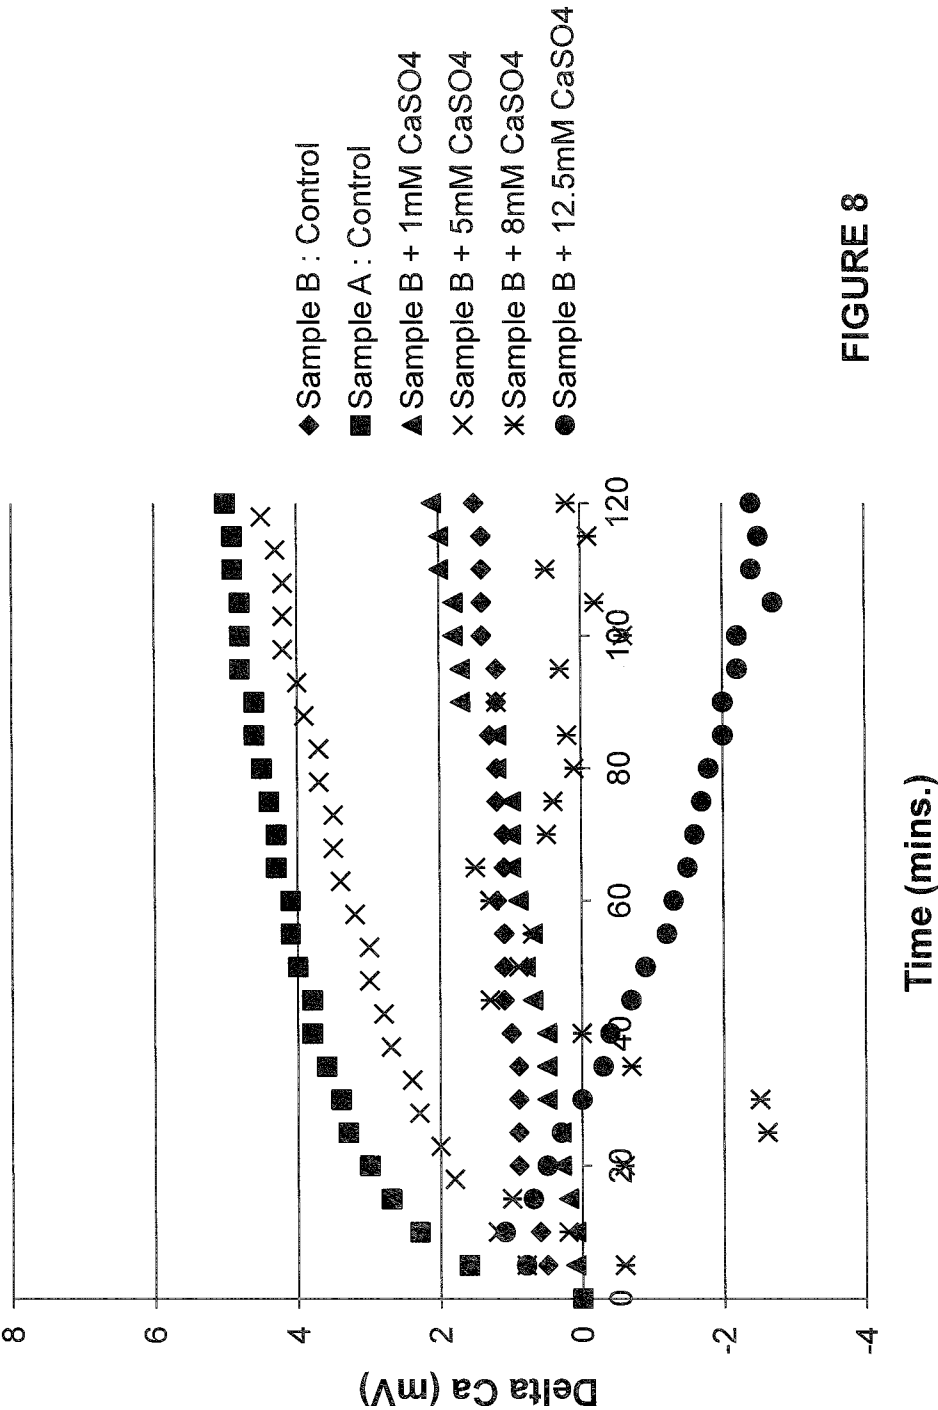 8
6
4
2
0
-2
-4
Delta Ca (mV)
0
20
40
60
80
100
120
Time (mins.)
Sample B : Control
Sample A : Control
Sample B + 1mM CaSO4
Sample B + 5mM CaSO4
Sample B + 8mM CaSO4
Sample B + 12.5mM CaSO4
FIGURE 8